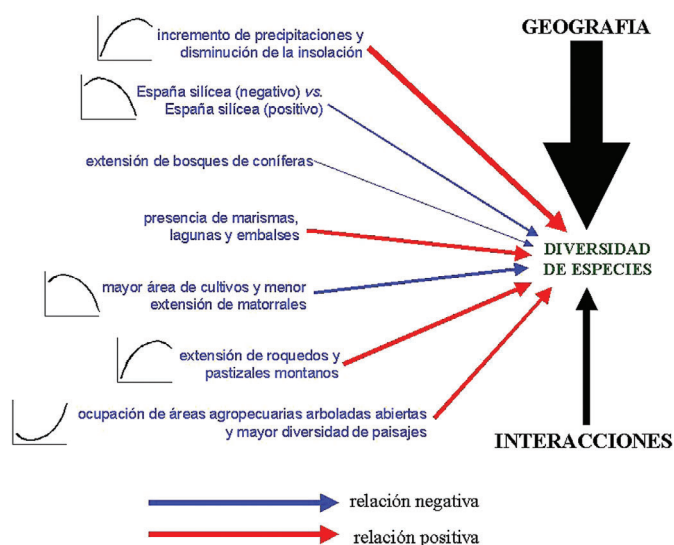 GEOGRAFIA
incremento de precipitaciones y
disminución de la insolación
España silícea (negativo) vs.
España silícea (positivo)
extensión de bosques de coníferas
presencia de marismas,
lagunas y embalses
DIVERSIDAD
DE ESPECIES
mayor área de cultivos y menor
extensión de matorrales
extensión de roquedos y
pastizales montanos
ocupación de áreas agropecuarias arboladas abiertas
y mayor diversidad de paisajes
INTERACCIONES
relación negativa
relación positiva